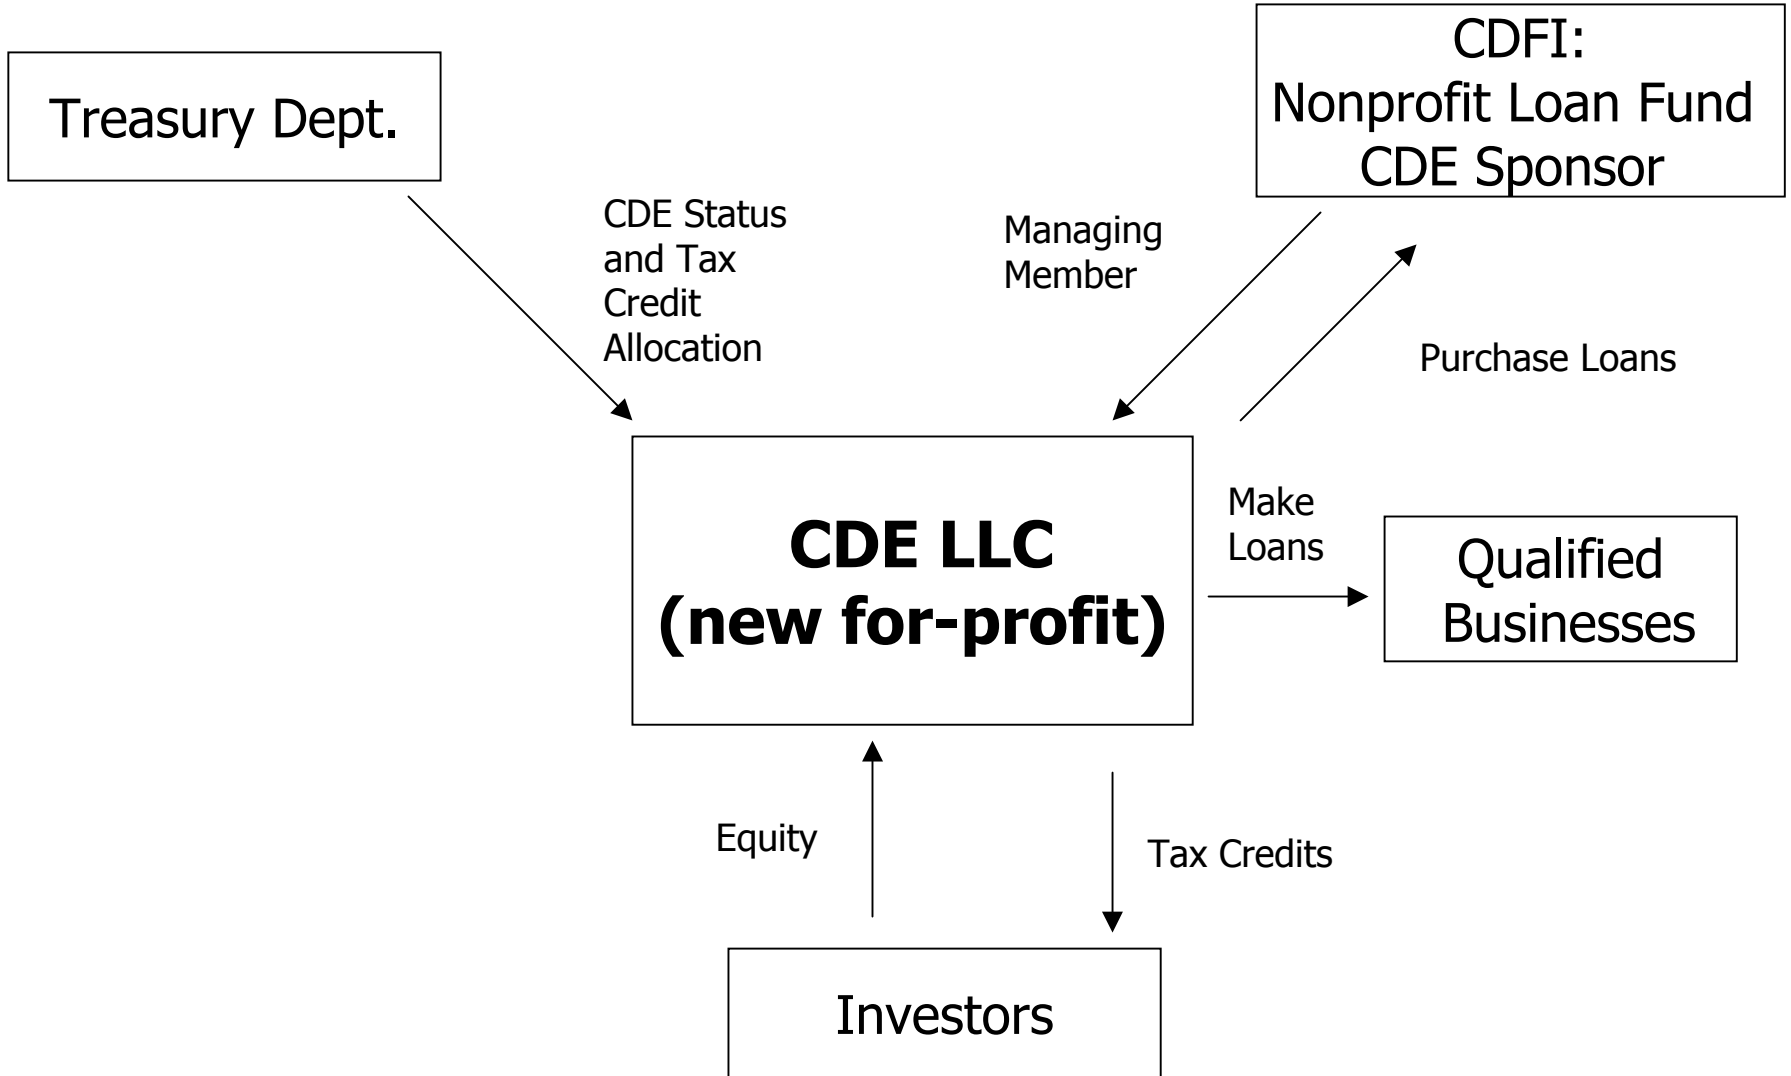 Treasury Dept.
CDFI:
Nonprofit Loan Fund
CDE Sponsor
CDE Status
and Tax
Credit
Allocation
Managing
Member
Purchase Loans
CDE LLC
(new for-profit)
Make
Loans
Qualified
Businesses
Equity
Tax Credits
Investors